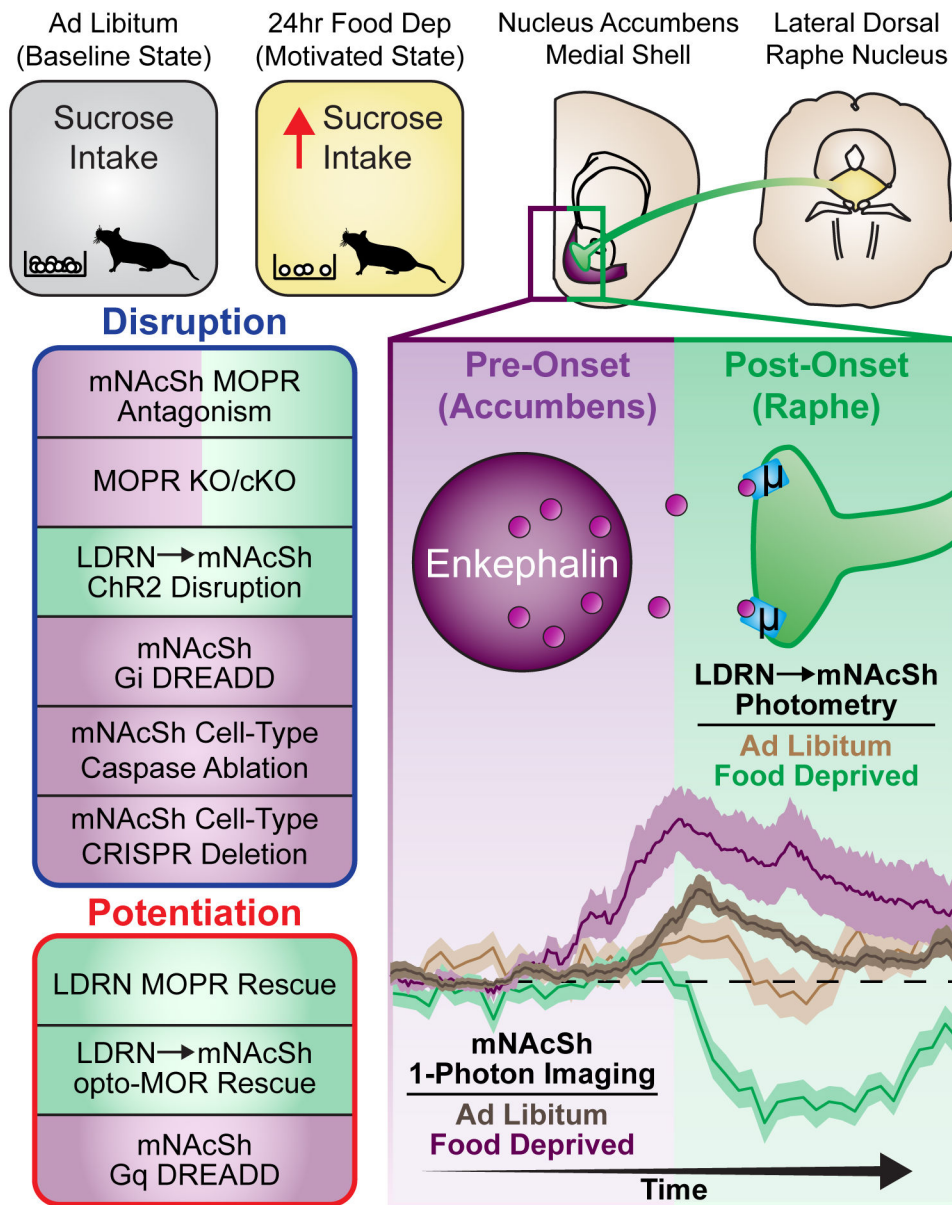 Ad Libitum
(Baseline State)
24hr Food Dep
(Motivated State)
Nucleus Accumbens
Medial Shell
Lateral Dorsal
Raphe Nucleus
Sucrose
Intake
Sucrose
Intake
Disruption
mNAcSh MOPR
Antagonism
MOPR KO/cKO
LDRN→mNAcSh
ChR2 Disruption
mNAcSh
Gi DREADD
mNAcSh Cell-Type
Caspase Ablation
mNAcSh Cell-Type
CRISPR Deletion
Potentiation
LDRN MOPR Rescue
LDRN→mNAcSh
opto-MOR Rescue
mNAcSh
Gq DREADD
Pre-Onset
(Accumbens)
Post-Onset
(Raphe)
Enkephalin
μ
μ
LDRN→mNAcSh
Photometry
Ad Libitum
Food Deprived
mNAcSh
1-Photon Imaging
Ad Libitum
Food Deprived
Time